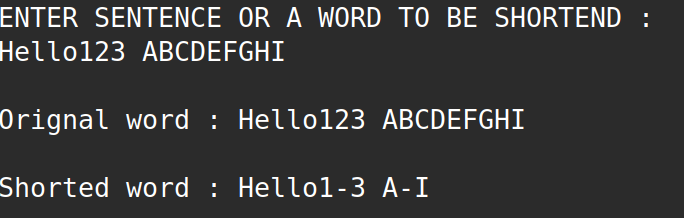 ENTER SENTENCE OR A WORD TO BE SHORTEND :
Hello123 ABCDEFGHI
Orignal word : Hello123 ABCDEFGHI
Shorted word : Hello1-3 A-I